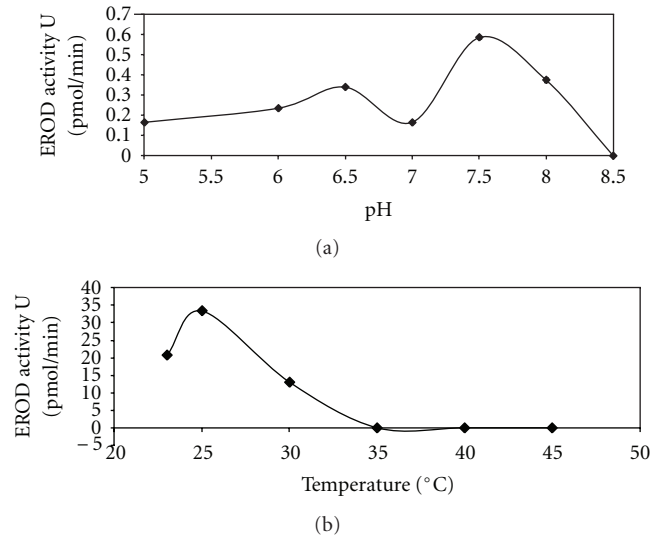 EROD activity U
(pmol/min)
0.7
0.6
0.5
0.4
0.3
0.2
0.1
0
5 5.5 6 6.5 7 7.5 8 8.5
pH
(a)
EROD activity U
(pmol/min)
40
35
30
25
20
15
10
5
0
−5
20 25 30 35 40 45 50
Temperature (°C)
(b)